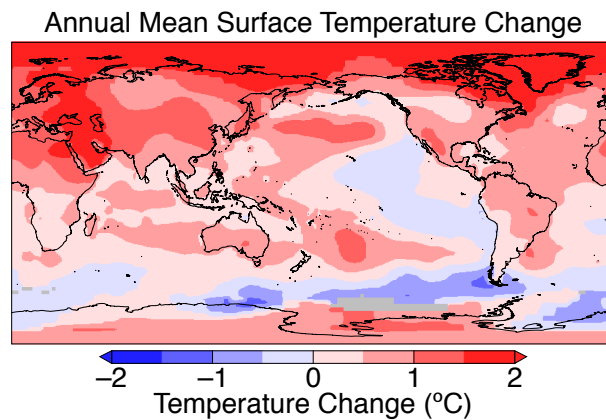 Annual Mean Surface Temperature Change
−2 −1 0 1 2
Temperature Change (ºC)